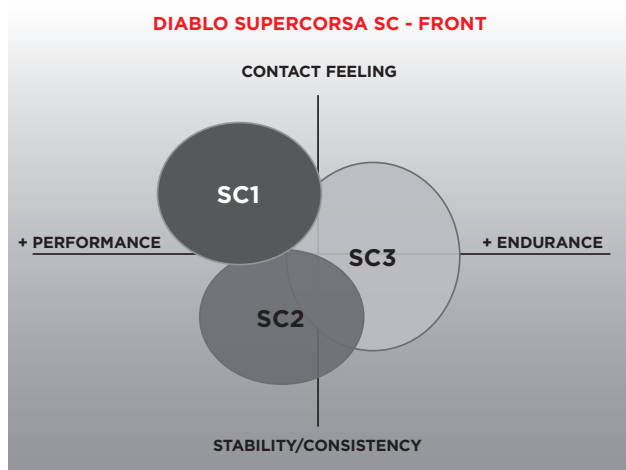 DIABLO SUPERCORSA SC - FRONT
CONTACT FEELING
SC1
+ PERFORMANCE
+ ENDURANCE
SC3
SC2
STABILITY/CONSISTENCY